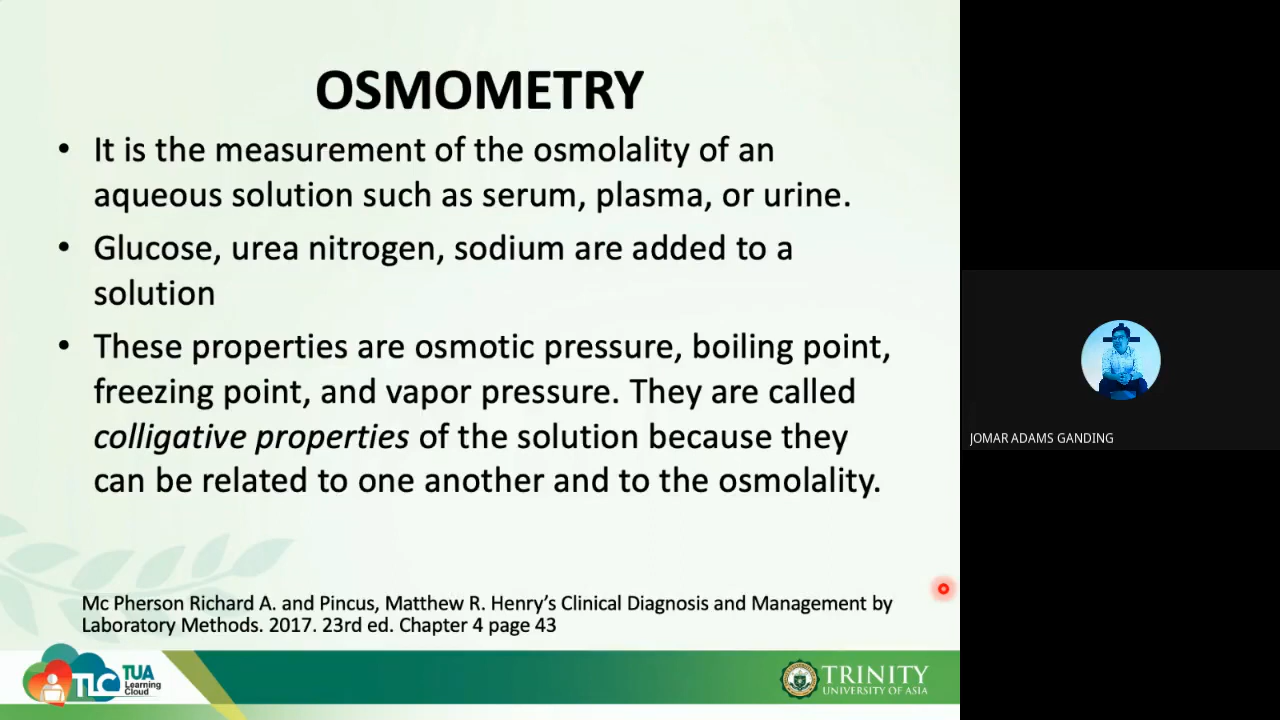 OSMOMETRY
• It is the measurement of the osmolality of an
aqueous solution such as serum, plasma, or urine.
• Glucose, urea nitrogen, sodium are added to a
solution
• These properties are osmotic pressure, boiling point,
freezing point, and vapor pressure. They are called
colligative properties of the solution because they
can be related to one another and to the osmolality.
Mc Pherson Richard A. and Pincus, Matthew R. Henry's Clinical Diagnosis and Management by
Laboratory Methods. 2017. 23rd ed. Chapter 4 page 43
TLC
TUA
Learning
Cloud
TRINITY
UNIVERSITY OF ASIA
JOMAR ADAMS GANDING